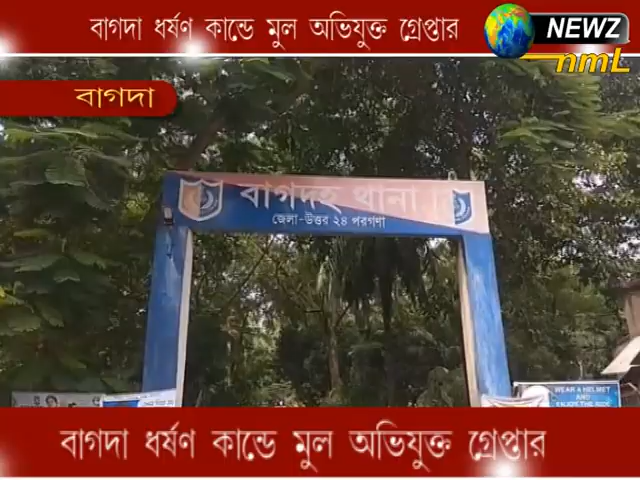 বাগদা ধর্ষণ কান্ডে মুল অভিযুক্ত গ্রেপ্তার
NEWZ
nmL
বাগদা
বাগদহ থানা
জেলা-উত্তর ২৪ পরগণা
WEAR A HELMET
AND
ENJOY THE RIDE
বাগদা ধর্ষণ কান্ডে মুল অভিযুক্ত গ্রেপ্তার